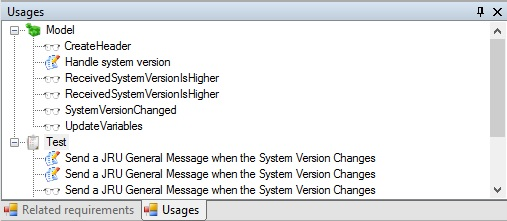 Usages
Model
CreateHeader
Handle system version
ReceivedSystemVersionIsHigher
ReceivedSystemVersionIsHigher
SystemVersionChanged
UpdateVariables
Test
Send a JRU General Message when the System Version Changes
Send a JRU General Message when the System Version Changes
Send a JRU General Message when the System Version Changes
Related requirements Usages